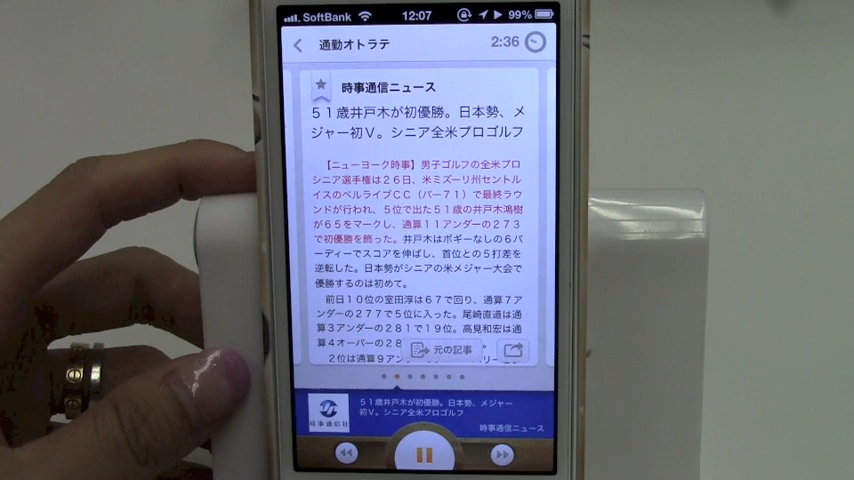 SoftBank 12:07 99%
通勤オトラテ 2:36
時事通信ニュース
５１歳井戸木が初優勝。日本勢、メ
ジャー初Ｖ。シニア全米プロゴルフ
【ニューヨーク時事】男子ゴルフの全米プロ
シニア選手権は２６日、米ミズーリ州セントル
イスのベルライブＣＣ（パー７１）で最終ラウ
ンドが行われ、５位で出た５１歳の井戸木鴻樹
が６５をマークし、通算１１アンダーの２７３
で初優勝を飾った。井戸木はボギーなしの６バ
ーディーでスコアを伸ばし、首位との５打差を
逆転した。日本勢がシニアの米メジャー大会で
優勝するのは初めて。
前日１０位の室田淳は６７で回り、通算７ア
ンダーの２７７で５位に入った。尾崎直道は通
算３アンダーの２８１で１９位。高見和宏は通
算４オーバーの２８
２位は通算９アンダ
元の記事
５１歳井戸木が初優勝。日本勢、メジャー
初Ｖ。シニア全米プロゴルフ
時事通信社
時事通信ニュース